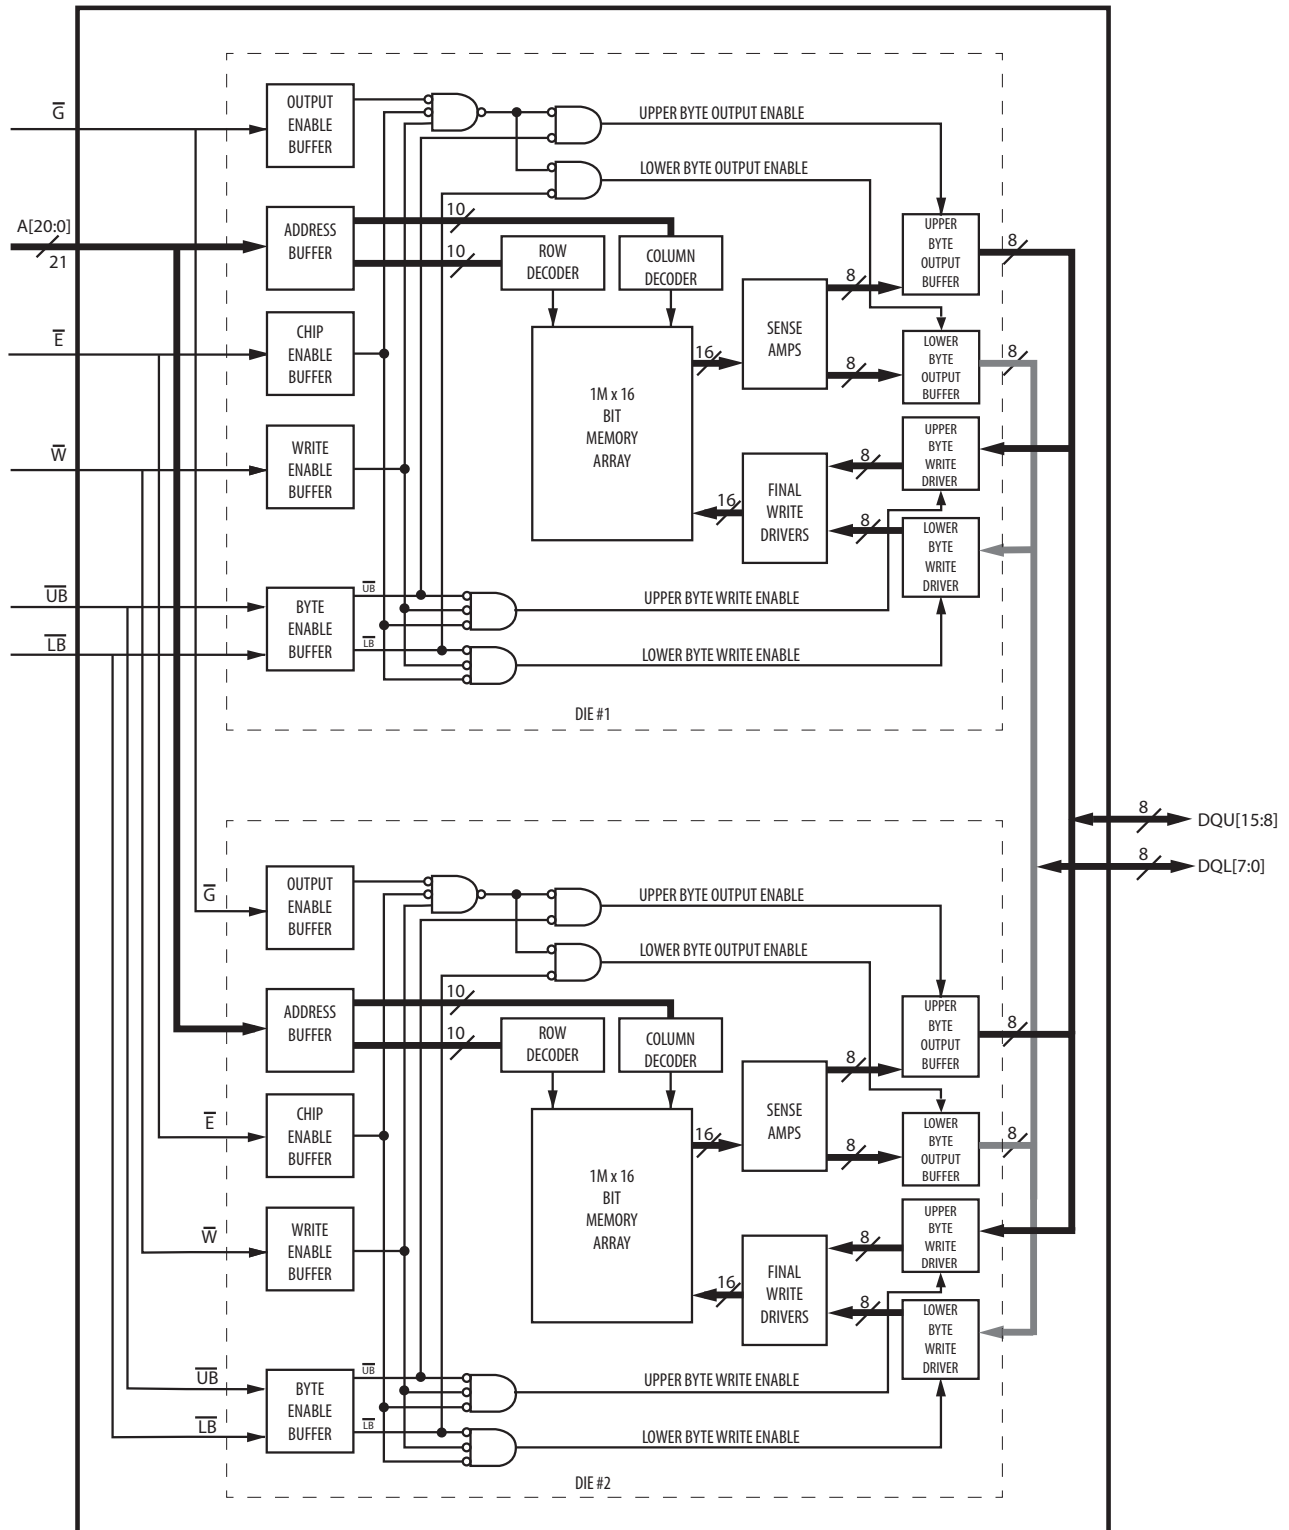 G̅
OUTPUT
ENABLE
BUFFER
UPPER BYTE OUTPUT ENABLE
LOWER BYTE OUTPUT ENABLE
A[20:0]
21
ADDRESS
BUFFER
10
10
ROW
DECODER
COLUMN
DECODER
UPPER
BYTE
OUTPUT
BUFFER
8
E̅
CHIP
ENABLE
BUFFER
1M x 16
BIT
MEMORY
ARRAY
16
SENSE
AMPS
8
8
LOWER
BYTE
OUTPUT
BUFFER
8
W̅
WRITE
ENABLE
BUFFER
16
FINAL
WRITE
DRIVERS
8
8
UPPER
BYTE
WRITE
DRIVER
LOWER
BYTE
WRITE
DRIVER
U̅B̅
L̅B̅
BYTE
ENABLE
BUFFER
U̅B̅
L̅B̅
UPPER BYTE WRITE ENABLE
LOWER BYTE WRITE ENABLE
DIE #1
8
DQU[15:8]
8
DQL[7:0]
G̅
OUTPUT
ENABLE
BUFFER
UPPER BYTE OUTPUT ENABLE
LOWER BYTE OUTPUT ENABLE
ADDRESS
BUFFER
10
10
ROW
DECODER
COLUMN
DECODER
UPPER
BYTE
OUTPUT
BUFFER
8
E̅
CHIP
ENABLE
BUFFER
1M x 16
BIT
MEMORY
ARRAY
16
SENSE
AMPS
8
8
LOWER
BYTE
OUTPUT
BUFFER
8
W̅
WRITE
ENABLE
BUFFER
16
FINAL
WRITE
DRIVERS
8
8
UPPER
BYTE
WRITE
DRIVER
LOWER
BYTE
WRITE
DRIVER
U̅B̅
L̅B̅
BYTE
ENABLE
BUFFER
U̅B̅
L̅B̅
UPPER BYTE WRITE ENABLE
LOWER BYTE WRITE ENABLE
DIE #2